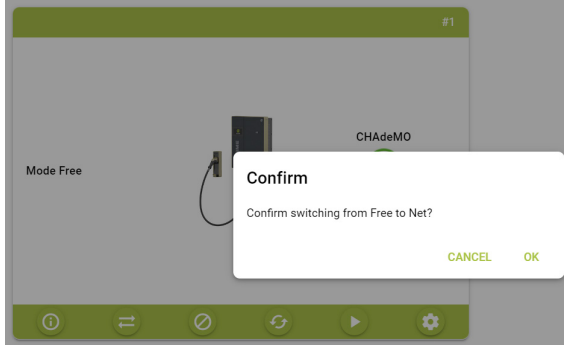 #1
CHAdeMO
Mode Free
Confirm
Confirm switching from Free to Net?
CANCEL OK